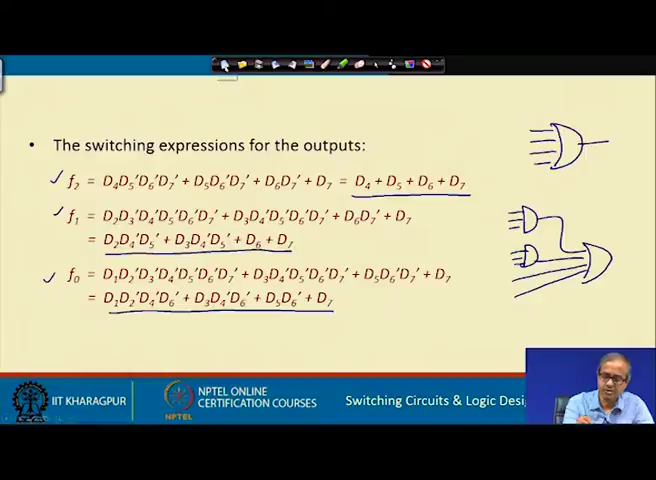 • The switching expressions for the outputs:
f₂ = D₄D₅′D₆′D₇′ + D₅D₆′D₇′ + D₆D₇′ + D₇ = D₄ + D₅ + D₆ + D₇
f₁ = D₂D₃′D₄′D₅′D₆′D₇′ + D₃D₄′D₅′D₆′D₇′ + D₆D₇′ + D₇
= D₂D₄′D₅′ + D₃D₄′D₅′ + D₆ + D₇
f₀ = D₁D₂′D₃′D₄′D₅′D₆′D₇′ + D₃D₄′D₅′D₆′D₇′ + D₅D₆′D₇′ + D₇
= D₁D₂′D₄′D₆′ + D₃D₄′D₆′ + D₅D₆′ + D₇
IIT KHARAGPUR
NPTEL
NPTEL ONLINE
CERTIFICATION COURSES
Switching Circuits & Logic Desi